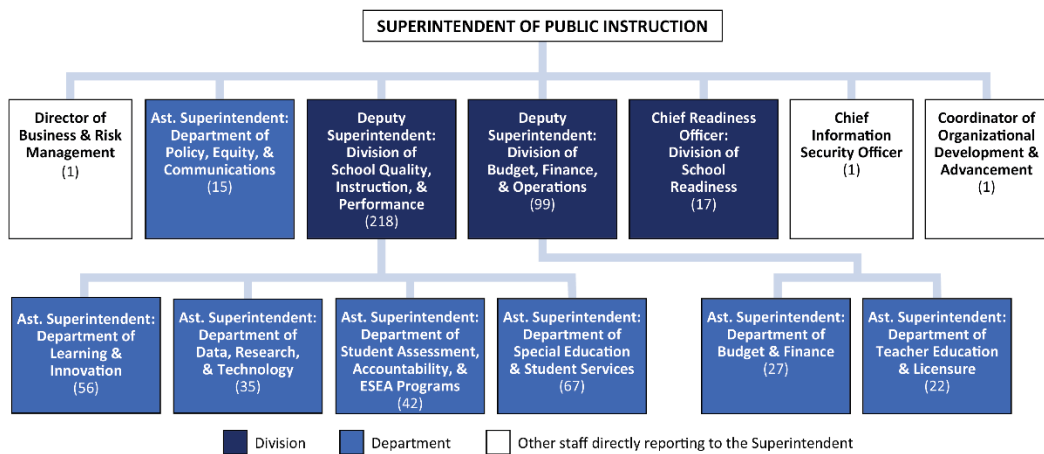 SUPERINTENDENT OF PUBLIC INSTRUCTION
Director of
Business & Risk
Management
(1)
Ast. Superintendent:
Department of
Policy, Equity, &
Communications
(15)
Deputy
Superintendent:
Division of
School Quality,
Instruction, &
Performance
(218)
Deputy
Superintendent:
Division of
Budget, Finance,
& Operations
(99)
Chief Readiness
Officer:
Division of
School
Readiness
(17)
Chief
Information
Security Officer
(1)
Coordinator of
Organizational
Development &
Advancement
(1)
Ast. Superintendent:
Department of
Learning &
Innovation
(56)
Ast. Superintendent:
Department of
Data, Research,
& Technology
(35)
Ast. Superintendent:
Department of
Student Assessment,
Accountability, &
ESEA Programs
(42)
Ast. Superintendent:
Department of
Special Education
& Student Services
(67)
Ast. Superintendent:
Department of
Budget & Finance
(27)
Ast. Superintendent:
Department of
Teacher Education
& Licensure
(22)
Division
Department
Other staff directly reporting to the Superintendent